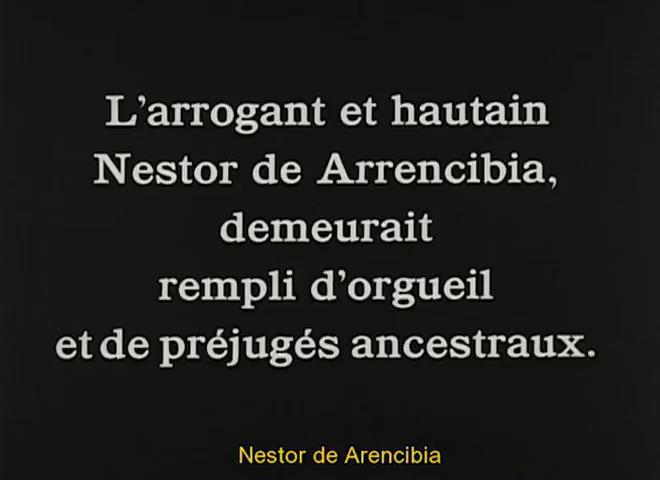 L'arrogant et hautain
Nestor de Arrencibia,
demeurait
rempli d'orgueil
et de préjugés ancestraux.
Nestor de Arencibia